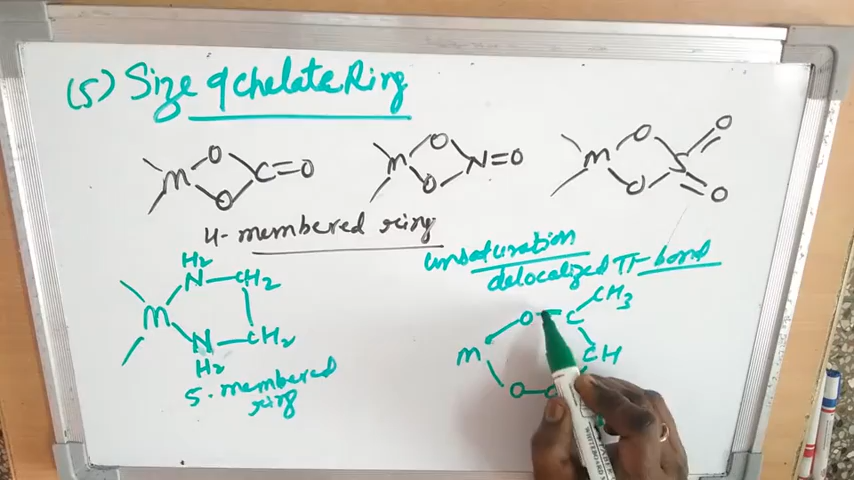 (5) Size of Chelate Ring
M O O C=O
M O O N=O
M O O S O O
4- membered ring
unsaturation
delocalized π- bond
M H2 N CH2
N CH2 H2
5. membered
ring
M O C CH3
CH
O C